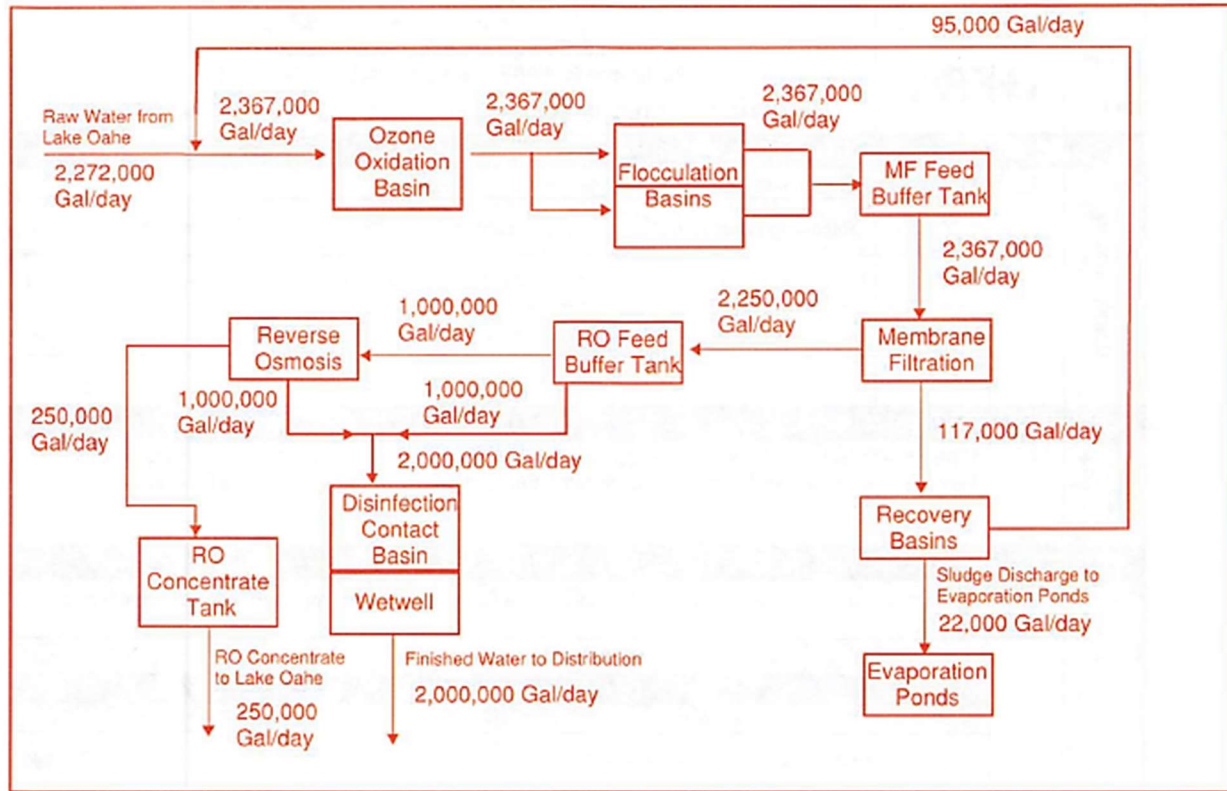 95,000 Gal/day
Raw Water from
Lake Oahe
2,272,000
Gal/day
2,367,000
Gal/day
Ozone
Oxidation
Basin
2,367,000
Gal/day
Flocculation
Basins
2,367,000
Gal/day
MF Feed
Buffer Tank
2,367,000
Gal/day
Membrane
Filtration
2,250,000
Gal/day
RO Feed
Buffer Tank
1,000,000
Gal/day
Reverse
Osmosis
250,000
Gal/day
1,000,000
Gal/day
1,000,000
Gal/day
2,000,000 Gal/day
117,000 Gal/day
Disinfection
Contact
Basin
Wetwell
RO
Concentrate
Tank
Recovery
Basins
Sludge Discharge to
Evaporation Ponds
22,000 Gal/day
Evaporation
Ponds
RO Concentrate
to Lake Oahe
250,000
Gal/day
Finished Water to Distribution
2,000,000 Gal/day